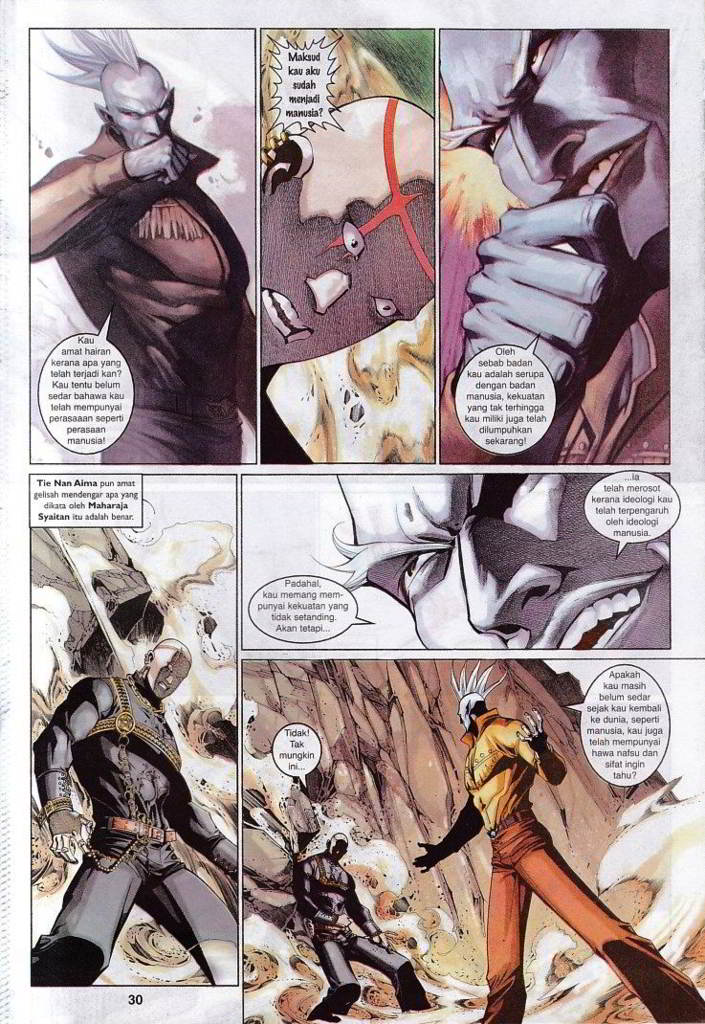 Kau
amat hairan
kerana apa yang
telah terjadi kan?
Kau tentu belum
sedar bahawa kau
telah mempunyai
perasaaan seperti
perasaan
manusia!
Maksud
kau aku
sudah
menjadi
manusia?
Oleh
sebab badan
kau adalah serupa
dengan badan
manusia, kekuatan
yang tak terhingga
kau miliki juga telah
dilumpuhkan
sekarang!
Tie Nan Aima pun amat
gelisah mendengar apa yang
dikata oleh Maharaja
Syaitan itu adalah benar.
Padahal,
kau memang mem-
punyai kekuatan yang
tidak setanding.
Akan tetapi...
...ia
telah merosot
kerana ideologi kau
telah terpengaruh
oleh ideologi
manusia.
Tidak!
Tak
mungkin
ini...
Apakah
kau masih
belum sedar
sejak kau kembali
ke dunia, seperti
manusia, kau juga
telah mempunyai
hawa nafsu dan
sifat ingin
tahu?
30